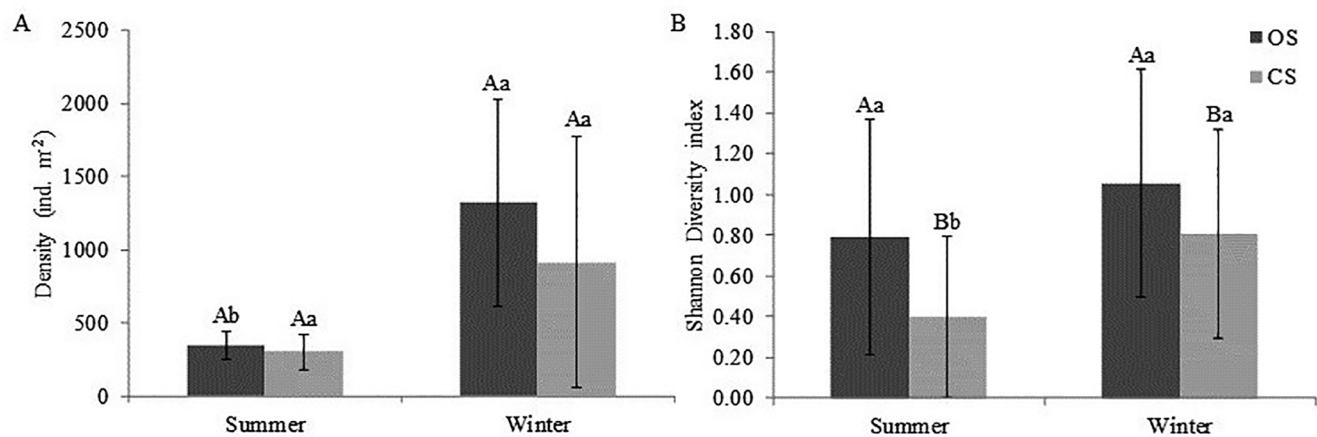 A
2500
2000
1500
1000
500
0
Density (ind. m-2)
Ab
Aa
Aa
Aa
Summer
Winter
B
1.80
1.60
1.40
1.20
1.00
0.80
0.60
0.40
0.20
0.00
Shannon Diversity index
Aa
Bb
Aa
Ba
OS
CS
Summer
Winter